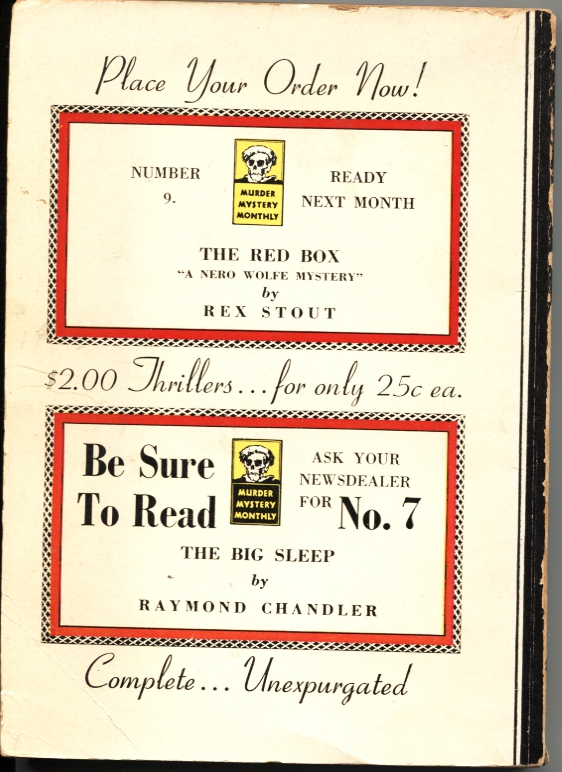 Place Your Order Now!
NUMBER
9.
MURDER
MYSTERY
MONTHLY
READY
NEXT MONTH
THE RED BOX
"A NERO WOLFE MYSTERY"
by
REX STOUT
$2.00 Thrillers...for only 25c ea.
Be Sure
To Read
MURDER
MYSTERY
MONTHLY
ASK YOUR
NEWSDEALER
FOR No. 7
THE BIG SLEEP
by
RAYMOND CHANDLER
Complete... Unexpurgated